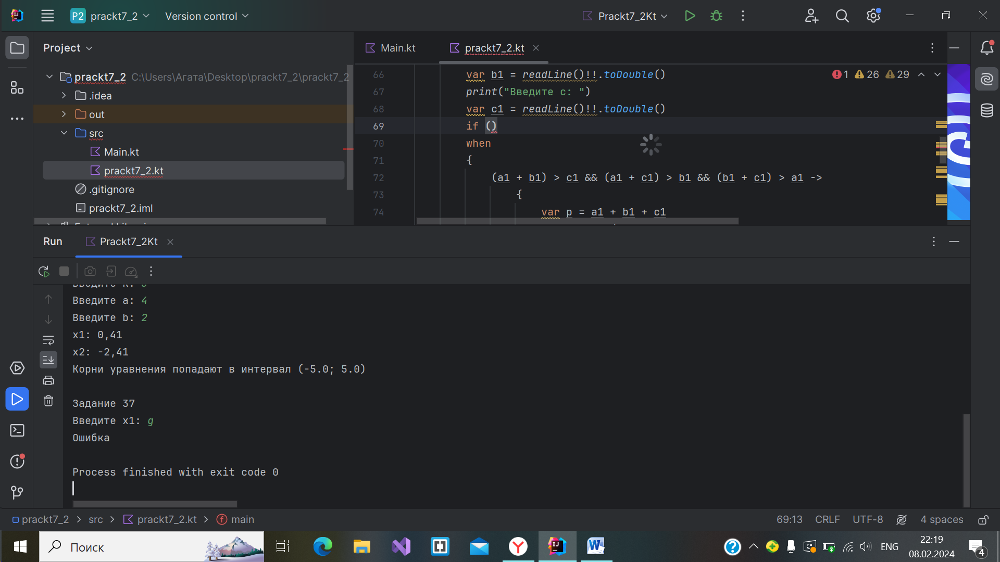 P2 prackt7_2 Version control Prackt7_2Kt
Project Main.kt prackt7_2.kt
prackt7_2 C:\Users\Агата\Desktop\prackt7_2\prackt7_2
.idea
out
src
Main.kt
prackt7_2.kt
.gitignore
prackt7_2.iml
1 26 29
66 var b1 = readLine()!!.toDouble()
67 print("Введите c: ")
68 var c1 = readLine()!!.toDouble()
69 if ()
70 when
71 {
72 (a1 + b1) > c1 && (a1 + c1) > b1 && (b1 + c1) > a1 ->
73 {
74 var p = a1 + b1 + c1
Run Prackt7_2Kt
Введите a: 4
Введите b: 2
x1: 0,41
x2: -2,41
Корни уравнения попадают в интервал (-5.0; 5.0)
Задание 37
Введите x1: g
Ошибка
Process finished with exit code 0
prackt7_2 > src > prackt7_2.kt > main 69:13 CRLF UTF-8 4 spaces
Поиск ENG 22:19
08.02.2024 4